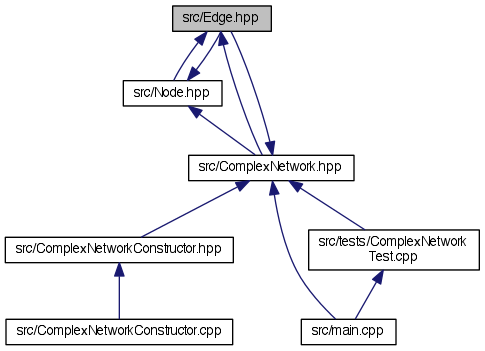 src/Edge.hpp
src/Node.hpp
src/ComplexNetwork.hpp
src/ComplexNetworkConstructor.hpp
src/tests/ComplexNetwork
Test.cpp
src/ComplexNetworkConstructor.cpp
src/main.cpp